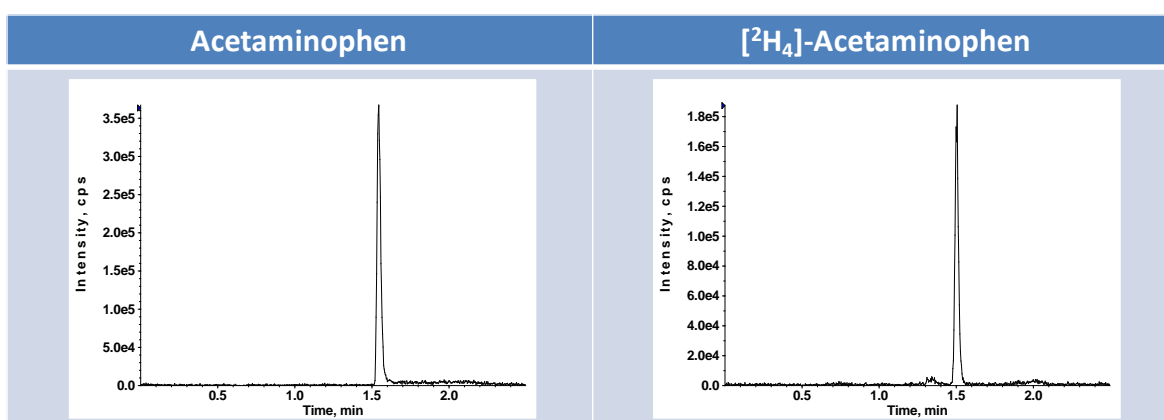 Acetaminophen
[²H₄]-Acetaminophen
Intensity, cps
3.5e5
3.0e5
2.5e5
2.0e5
1.5e5
1.0e5
5.0e4
0.0
0.5 1.0 1.5 2.0
Time, min
Intensity, cps
1.8e5
1.6e5
1.4e5
1.2e5
1.0e5
8.0e4
6.0e4
4.0e4
2.0e4
0.0
0.5 1.0 1.5 2.0
Time, min